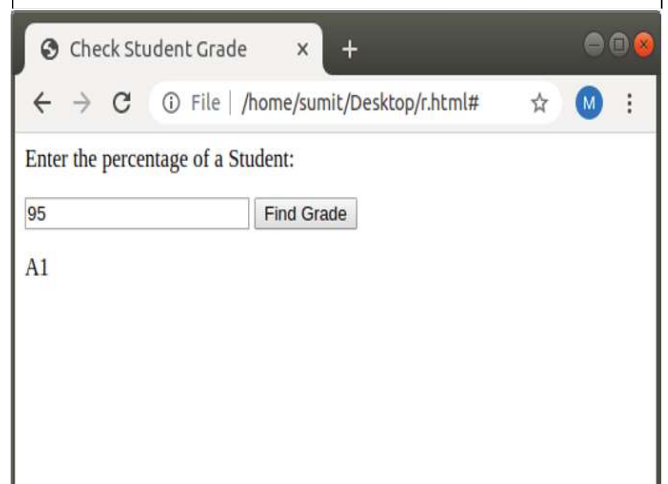 Check Student Grade
File /home/sumit/Desktop/r.html#
M
Enter the percentage of a Student:
95 Find Grade
A1